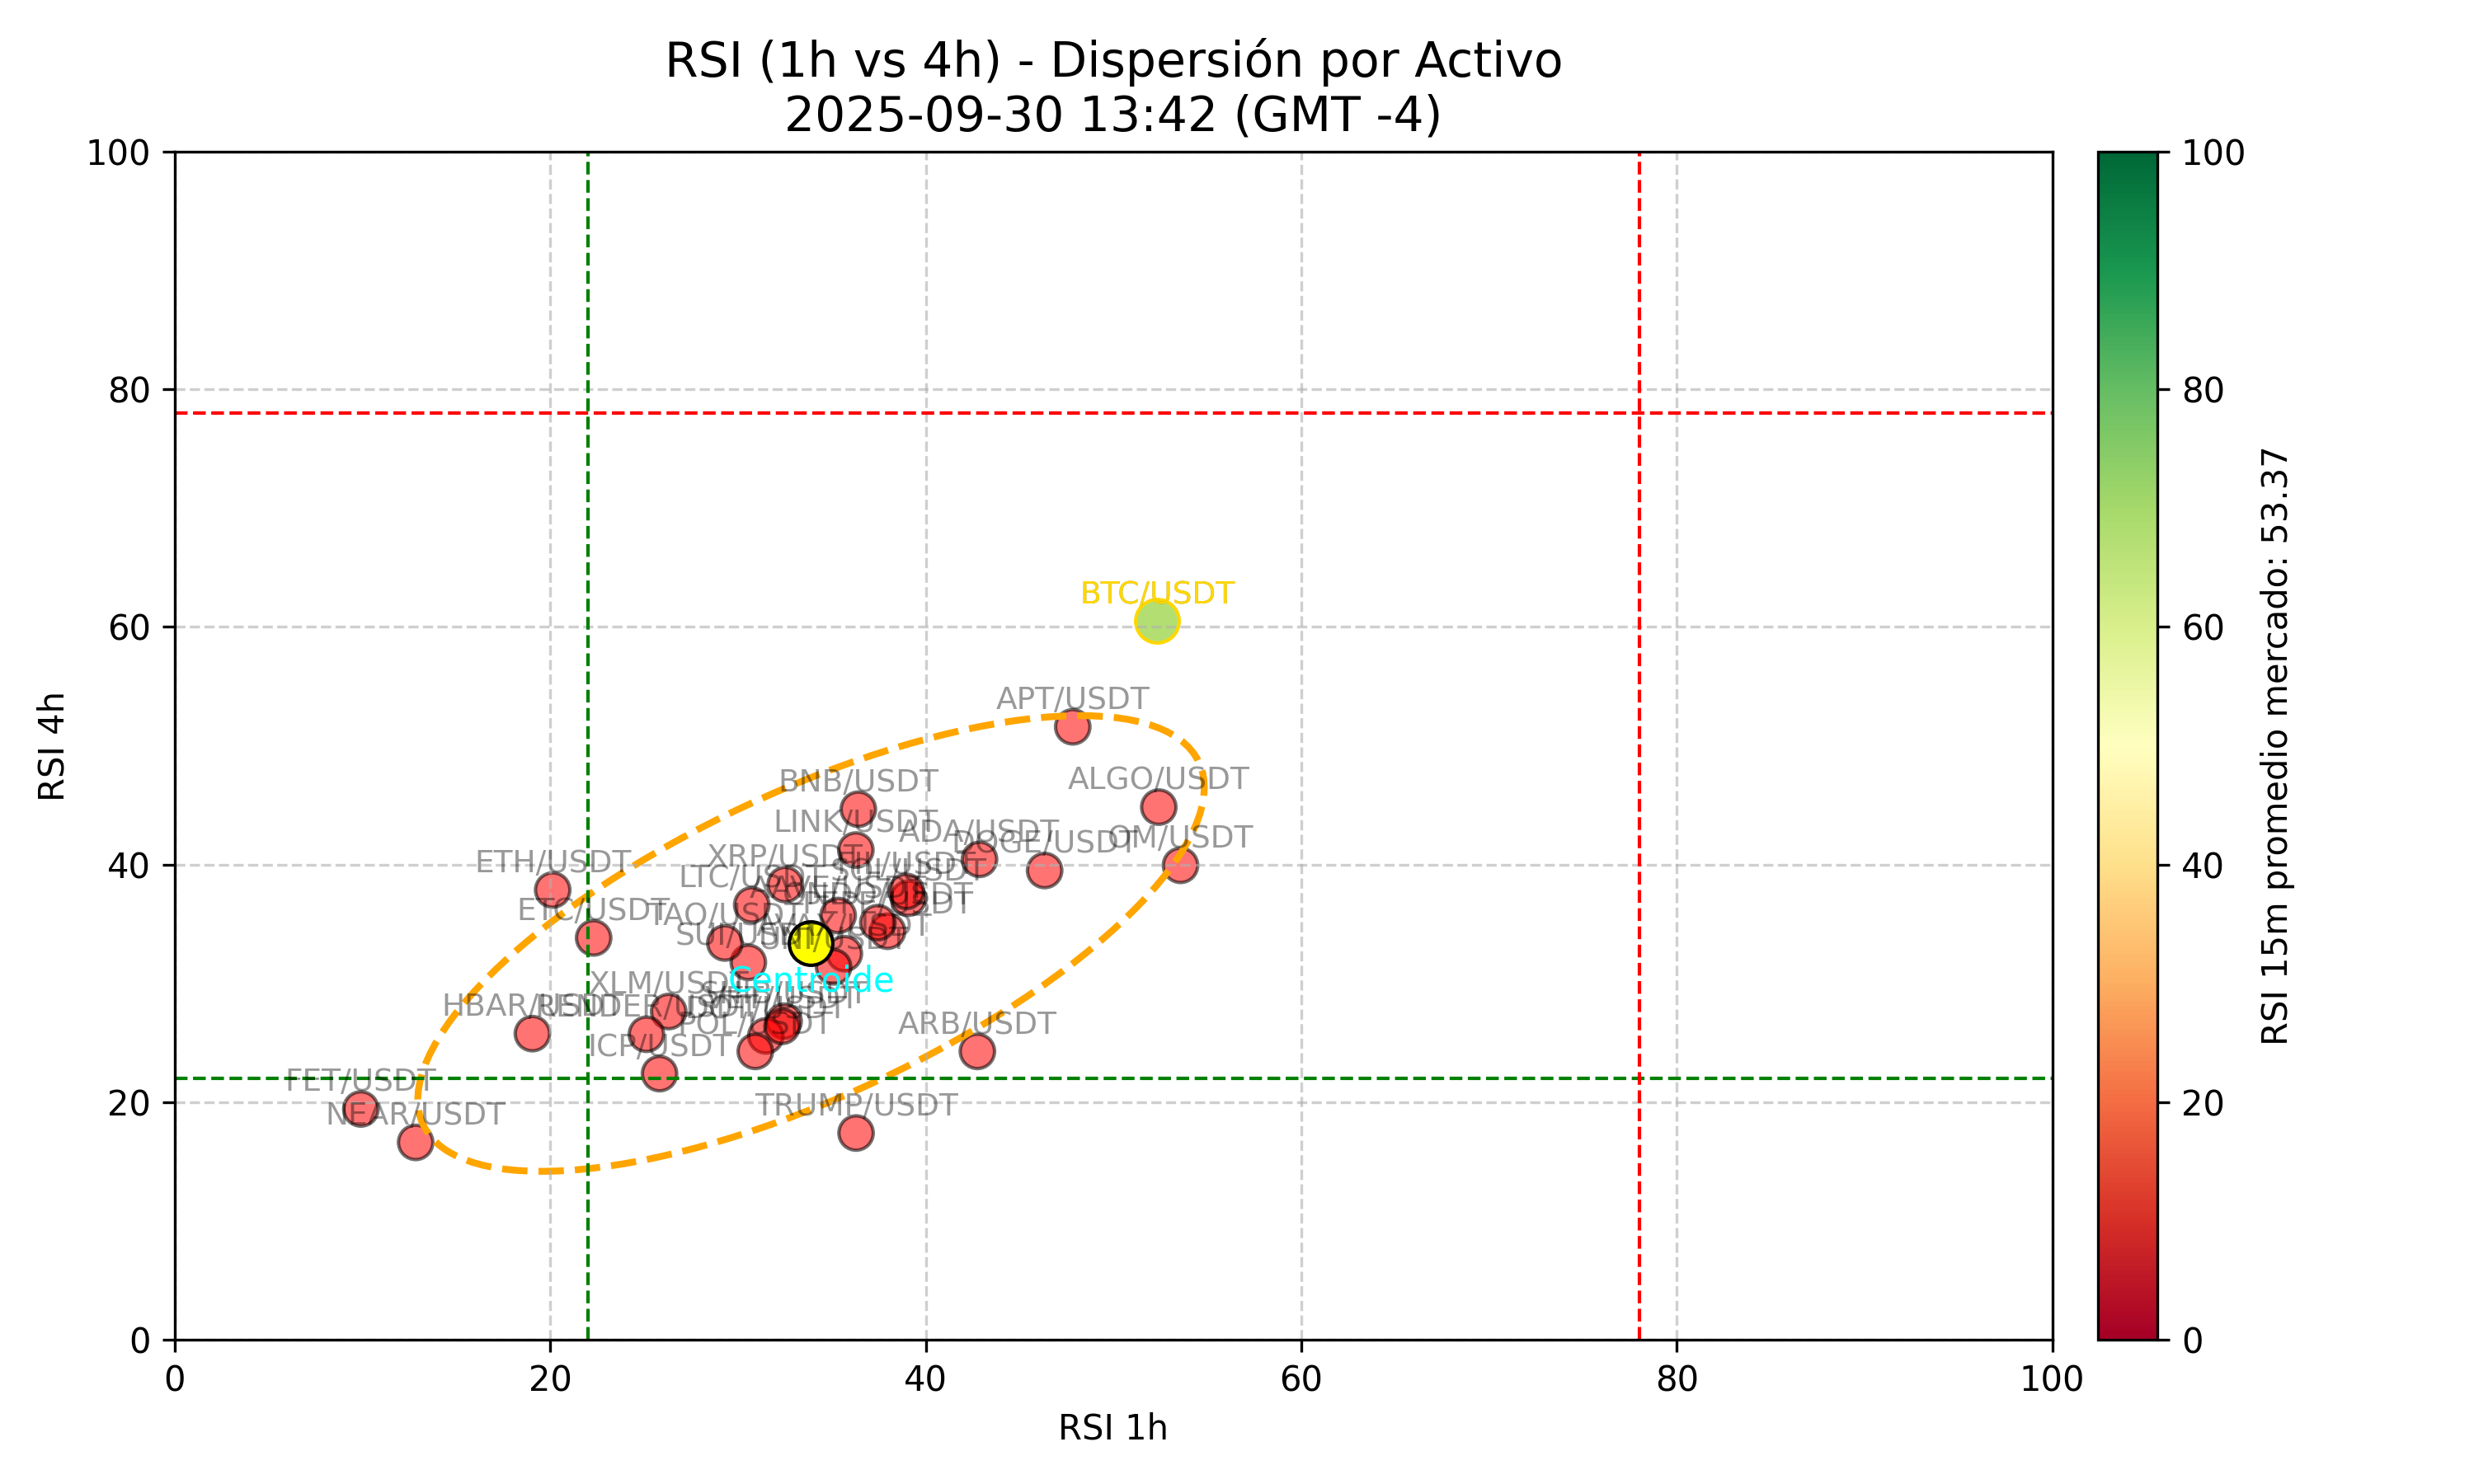 RSI (1h vs 4h) - Dispersión por Activo
2025-09-30 13:42 (GMT -4)
100
80
60
40
20
0
RSI 4h
BTC/USDT
APT/USDT
BNB/USDT
ALGO/USDT
LINK/USDT
ADA/USDT
DOGE/USDT
OM/USDT
XRP/USDT
ETH/USDT
LTC/USDT
ETC/USDT
TAO/USDT
SUI/USDT
Centroide
XLM/USDT
HBAR/USDT
RENDER/USDT
POL/USDT
ARB/USDT
ICP/USDT
FET/USDT
NEAR/USDT
TRUMP/USDT
0
20
40
60
80
100
RSI 1h
100
80
60
40
20
0
RSI 15m promedio mercado: 53.37